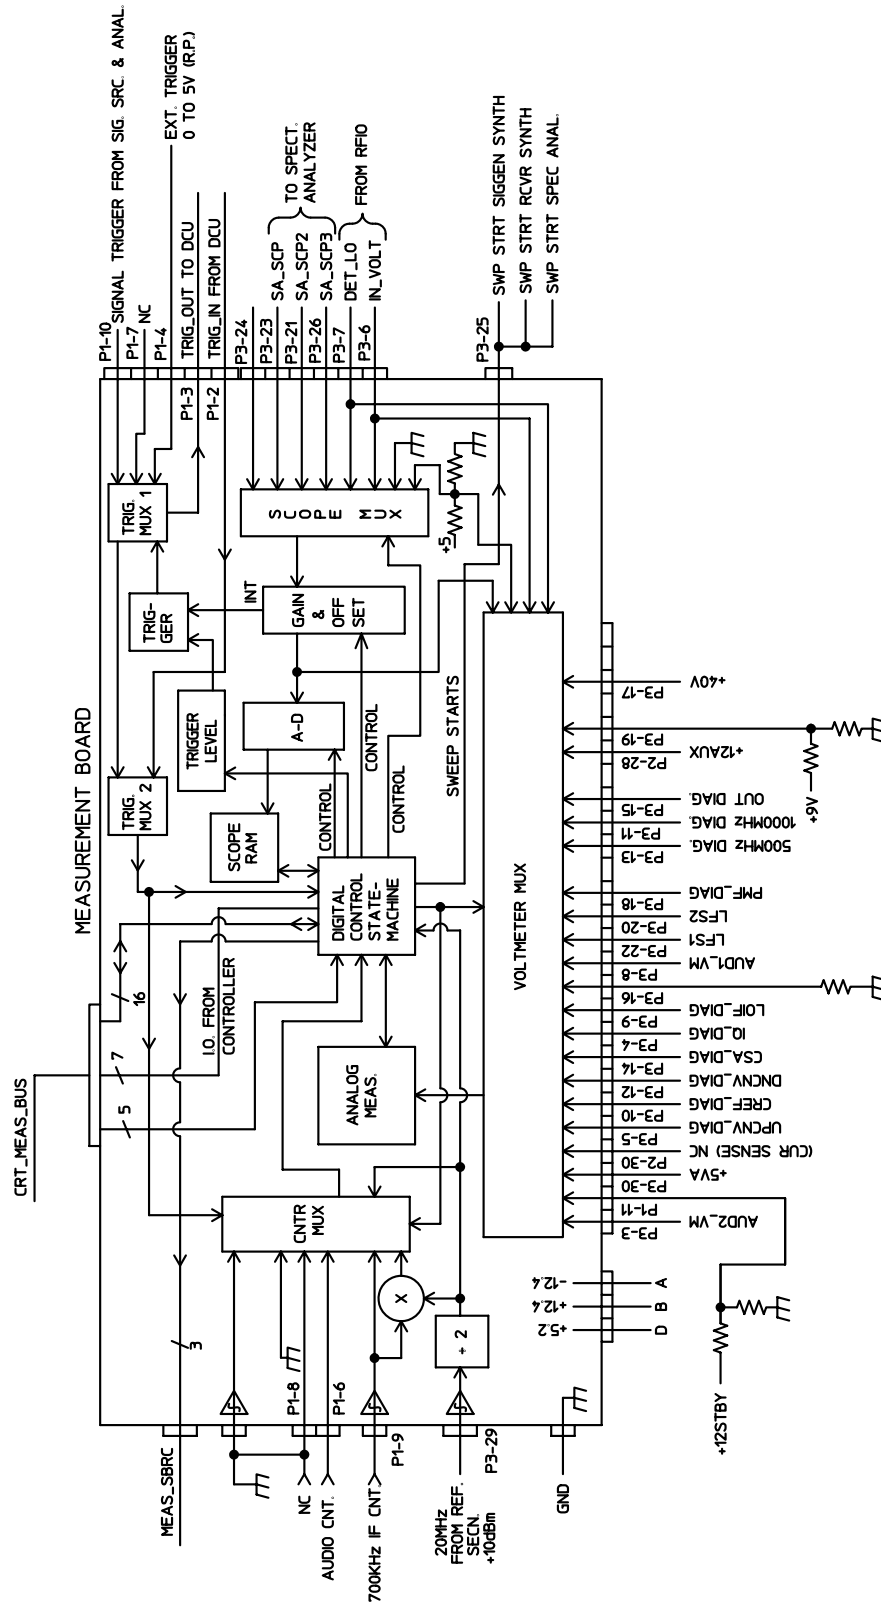 MEASUREMENT BOARD
CRT_MEAS_BUS
MEAS_SBRC
P1-10
SIGNAL TRIGGER FROM SIG. SRC. & ANAL.
P1-7
NC
P1-4
EXT. TRIGGER
0 TO 5V (R.P.)
P1-3
TRIG_OUT TO DCU
P1-2
TRIG_IN FROM DCU
P3-24
P3-23
SA_SCP
P3-21
SA_SCP2
P3-26
SA_SCP3
TO SPECT.
ANALYZER
P3-7
DET_LO
P3-6
IN_VOLT
FROM RFIO
P3-25
SWP STRT SIGGEN SYNTH
SWP STRT RCVR SYNTH
SWP STRT SPEC ANAL.
TRIG.
MUX 1
TRIG-
GER
TRIG.
MUX 2
TRIGGER
LEVEL
INT
SCOPE MUX
GAIN
&
OFF
SET
A-D
SCOPE
RAM
CONTROL
CONTROL
CONTROL
+5
SWEEP STARTS
DIGITAL
CONTROL
STATE-
MACHINE
I.O. FROM
CONTROLLER
16
7
5
3
ANALOG
MEAS.
CNTR
MUX
X
÷ 2
VOLTMETER MUX
P1-8
NC
P1-6
AUDIO CNT.
P1-9
700KHz IF CNT.
P3-29
20MHz
FROM REF.
SECN.
+10dBm
GND
P3-17
+40V
P3-19
P2-28
+12AUX
+9V
P3-15
OUT DIAG.
P3-11
1000MHz DIAG.
P3-13
500MHz DIAG.
P3-18
PMF_DIAG
P3-20
LFS2
P3-22
LFS1
P3-8
AUD1_VM
P3-16
P3-9
LOIF_DIAG
P3-4
IQ_DIAG
P3-14
CSA_DIAG
P3-12
DNCNV_DIAG
P3-10
CREF_DIAG
P3-5
UPCNV_DIAG
P2-30
(CUR SENSE) NC
P3-30
+5VA
P1-11
P3-3
AUD2_VM
-12.4
A
+12.4
B
+5.2
D
+12STBY